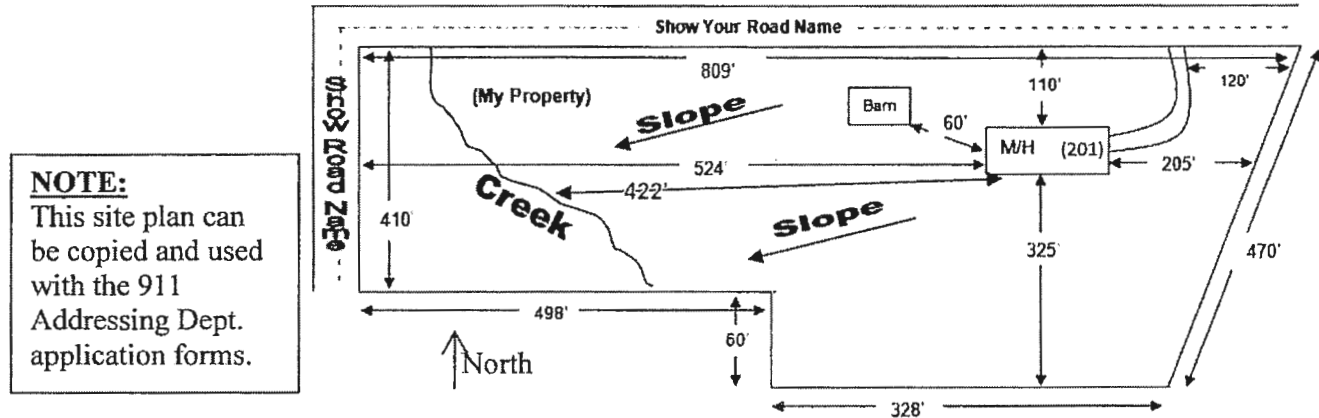 Show Your Road Name
Show Road Name
809'
110'
120'
(My Property)
Slope
Barn
60'
M/H (201)
205'
524'
422'
Creek
410'
Slope
325'
470'
498'
60'
North
328'
NOTE:
This site plan can
be copied and used
with the 911
Addressing Dept.
application forms.